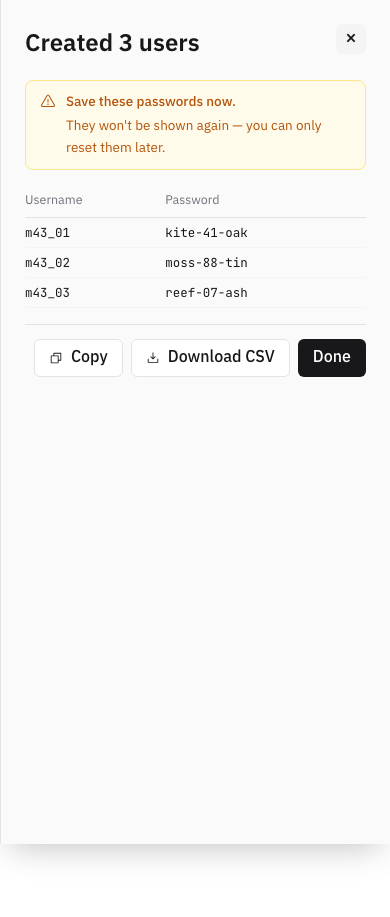 Created 3 users
×
Save these passwords now.
They won't be shown again — you can only
reset them later.
Username Password
m43_01 kite-41-oak
m43_02 moss-88-tin
m43_03 reef-07-ash
Copy Download CSV Done